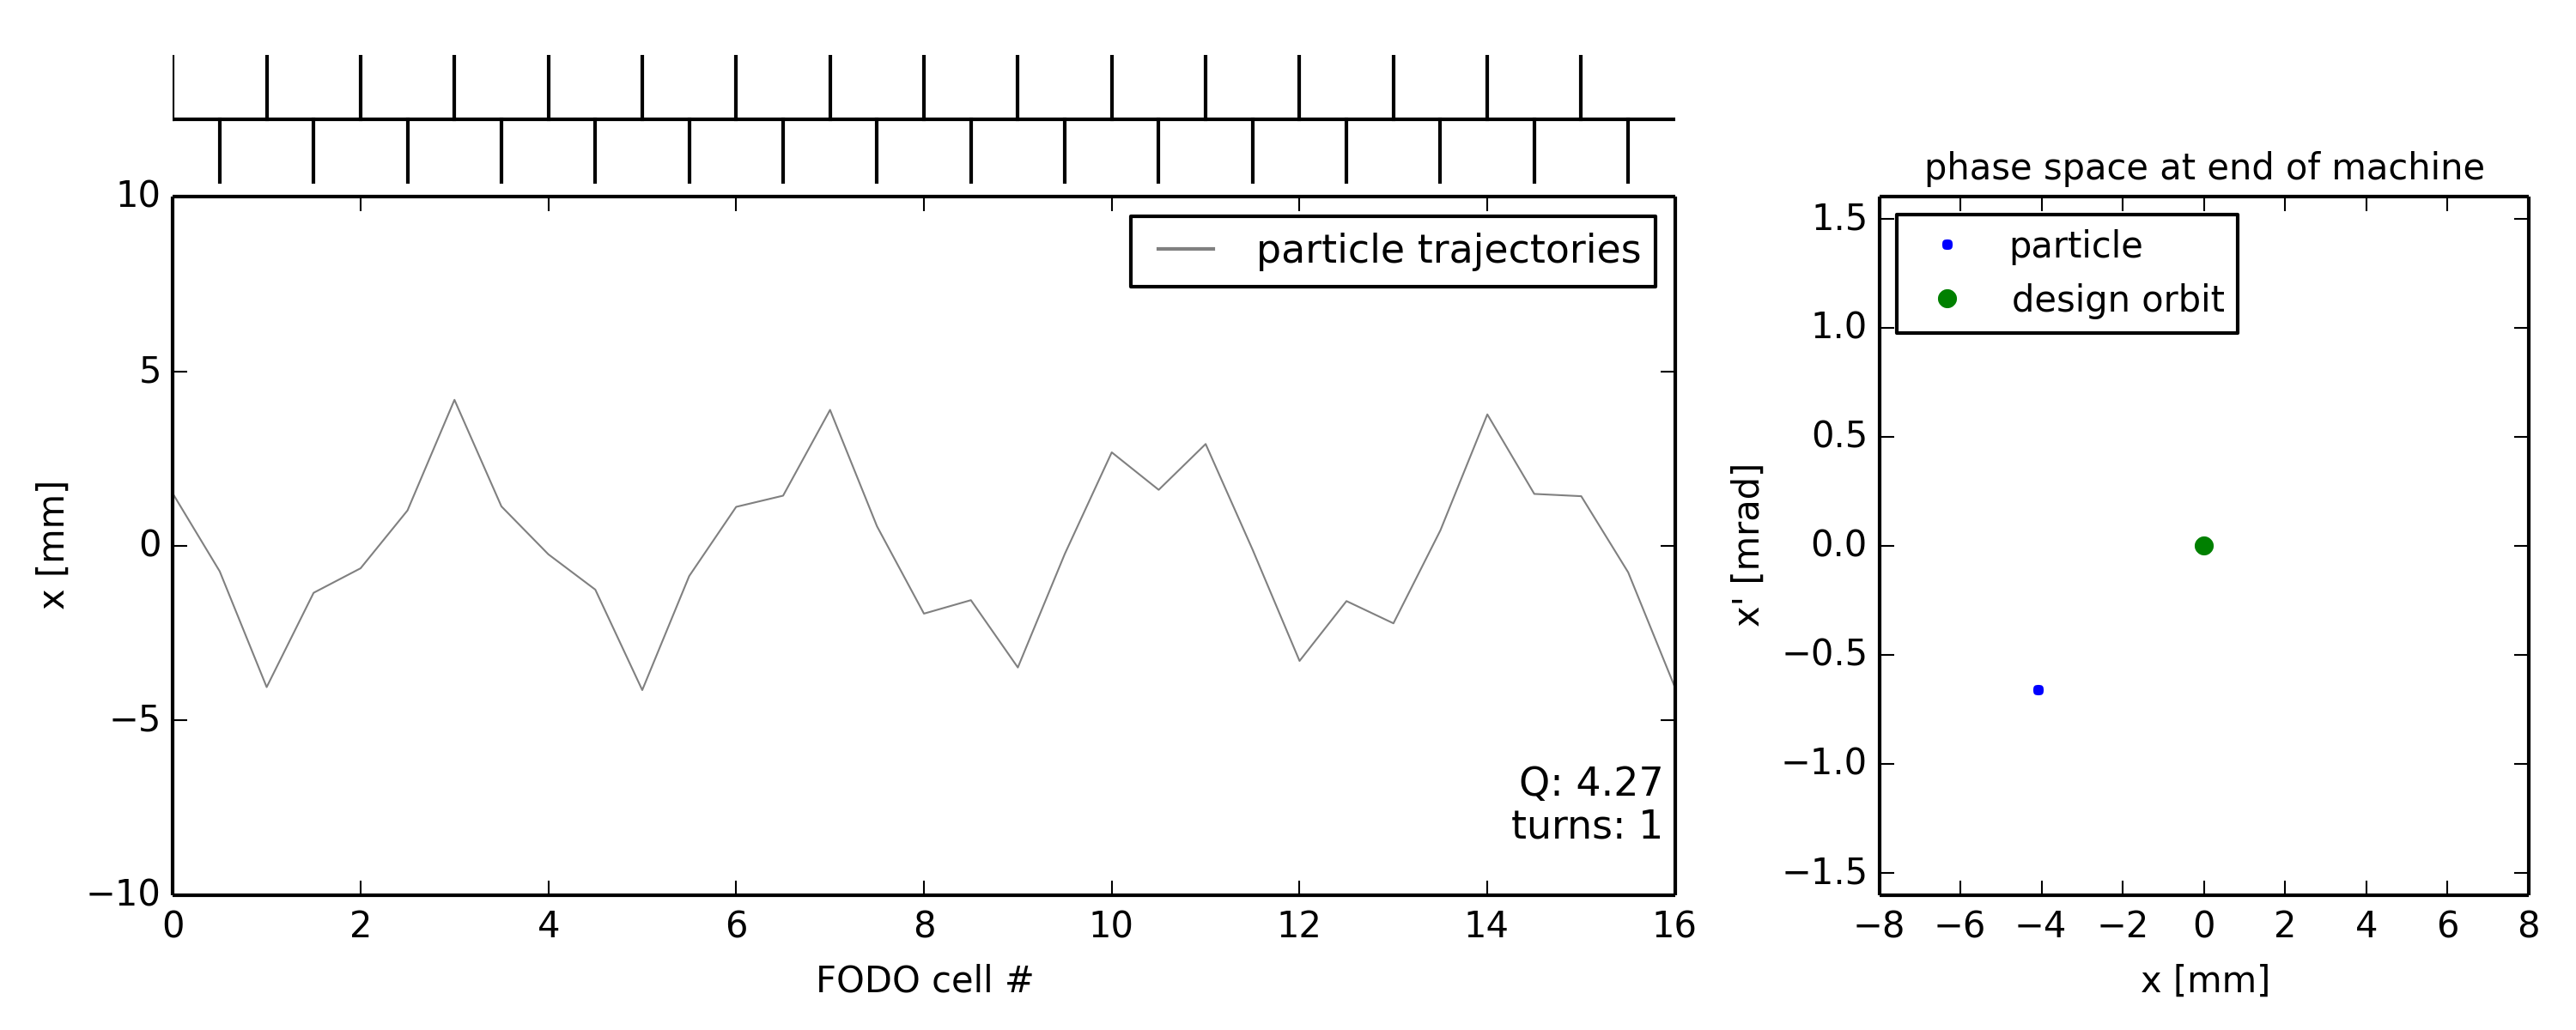 10
5
0
−5
−10
x [mm]
particle trajectories
Q: 4.27
turns: 1
0 2 4 6 8 10 12 14 16
FODO cell #
phase space at end of machine
particle
design orbit
1.5
1.0
0.5
0.0
−0.5
−1.0
−1.5
x' [mrad]
−8 −6 −4 −2 0 2 4 6 8
x [mm]